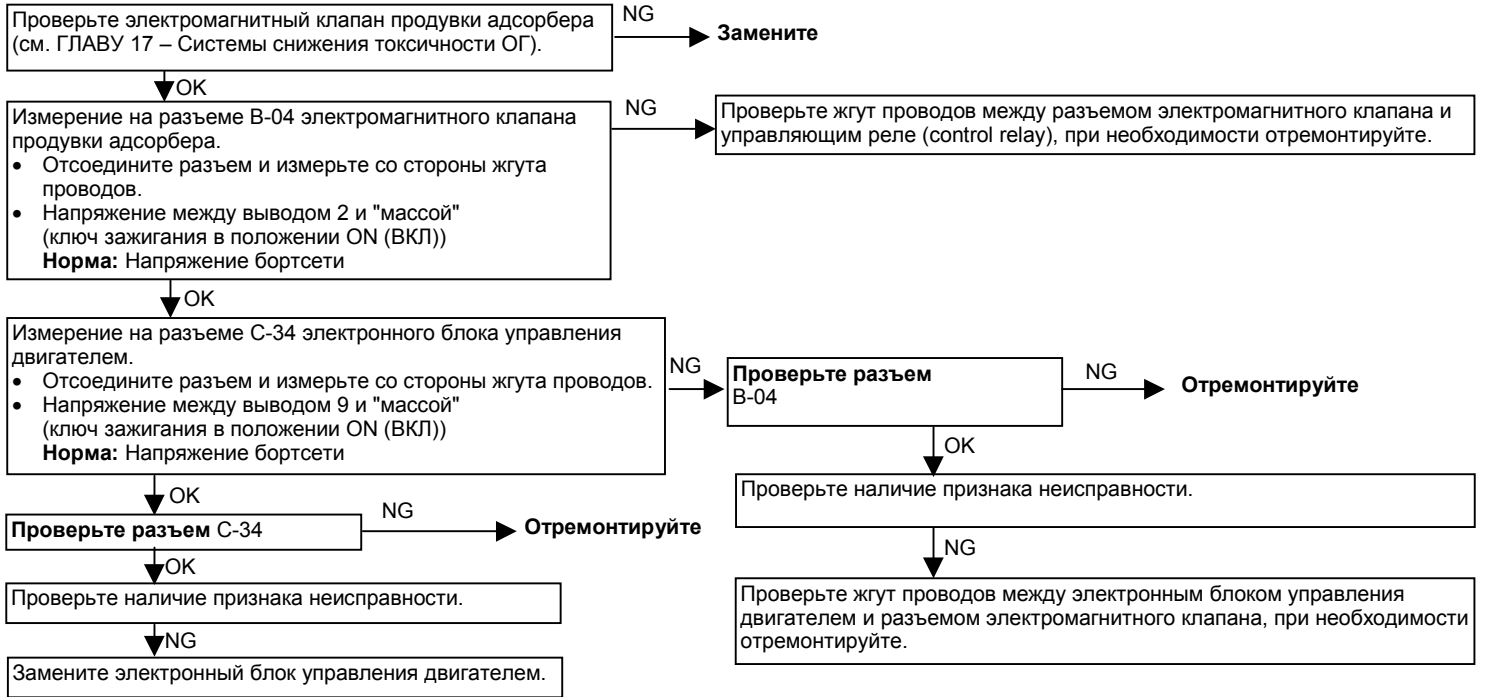 Проверьте электромагнитный клапан продувки адсорбера
(см. ГЛАВУ 17 – Системы снижения токсичности ОГ).
NG
Замените
OK
Измерение на разъеме B-04 электромагнитного клапана
продувки адсорбера.
• Отсоедините разъем и измерьте со стороны жгута
проводов.
• Напряжение между выводом 2 и "массой"
(ключ зажигания в положении ON (ВКЛ))
Норма: Напряжение бортсети
NG
Проверьте жгут проводов между разъемом электромагнитного клапана и
управляющим реле (control relay), при необходимости отремонтируйте.
OK
Измерение на разъеме C-34 электронного блока управления
двигателем.
• Отсоедините разъем и измерьте со стороны жгута проводов.
• Напряжение между выводом 9 и "массой"
(ключ зажигания в положении ON (ВКЛ))
Норма: Напряжение бортсети
NG
Проверьте разъем
B-04
NG
Отремонтируйте
OK
Проверьте наличие признака неисправности.
NG
Проверьте жгут проводов между электронным блоком управления
двигателем и разъемом электромагнитного клапана, при необходимости
отремонтируйте.
OK
Проверьте разъем C-34
NG
Отремонтируйте
OK
Проверьте наличие признака неисправности.
NG
Замените электронный блок управления двигателем.